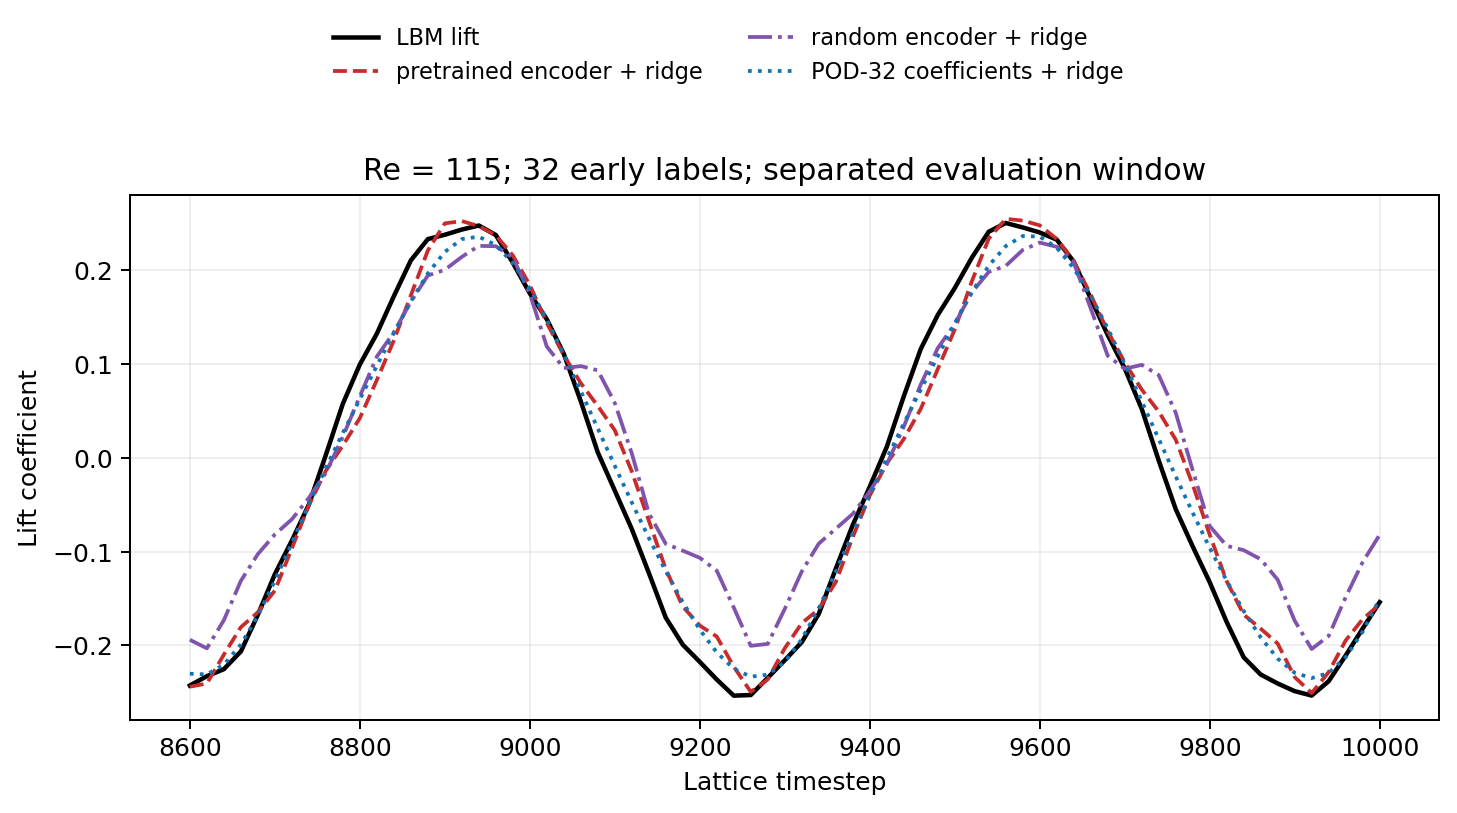 LBM lift
pretrained encoder + ridge
random encoder + ridge
POD-32 coefficients + ridge
Re = 115; 32 early labels; separated evaluation window
Lift coefficient
0.2
0.1
0.0
−0.1
−0.2
8600 8800 9000 9200 9400 9600 9800 10000
Lattice timestep